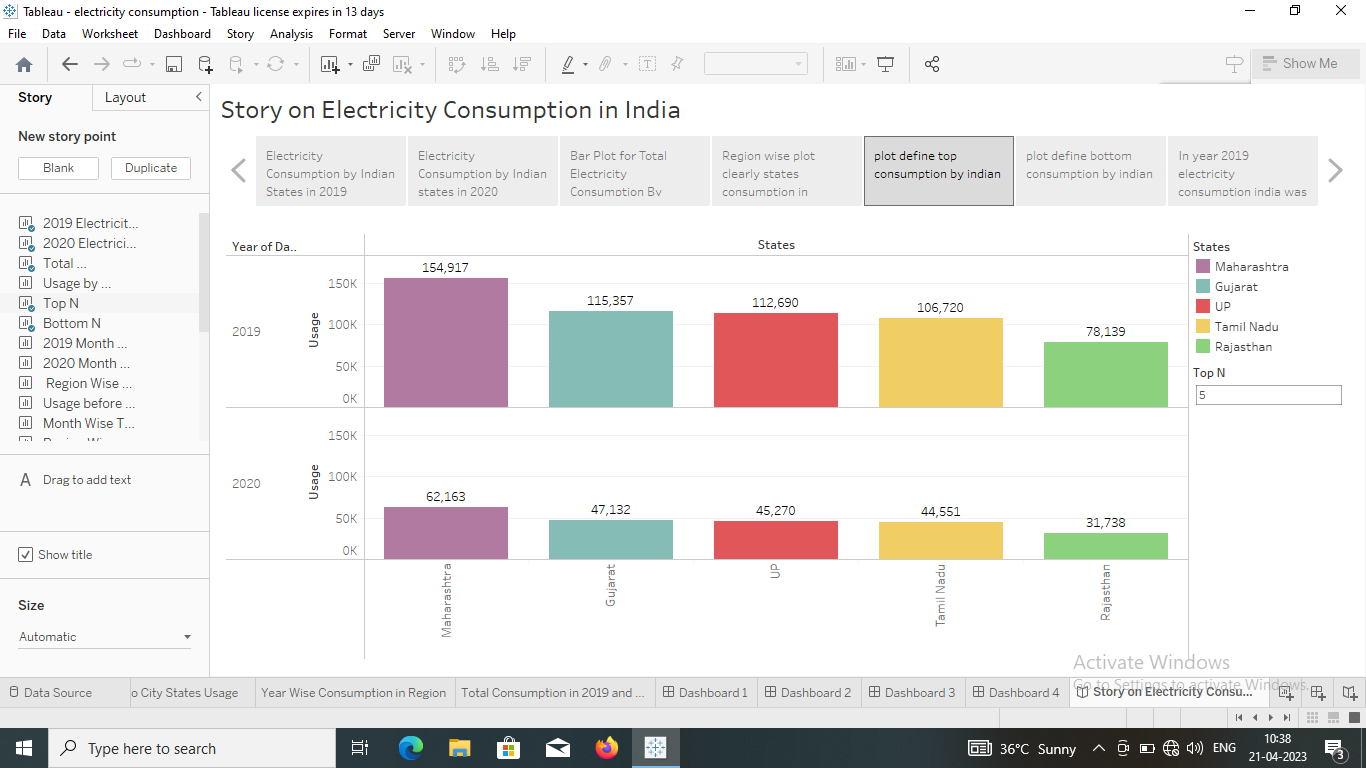 Tableau - electricity consumption - Tableau license expires in 13 days
File Data Worksheet Dashboard Story Analysis Format Server Window Help
Show Me
Story Layout
New story point
Blank Duplicate
2019 Electricit...
2020 Electrici...
Total ...
Usage by ...
Top N
Bottom N
2019 Month ...
2020 Month ...
Region Wise ...
Usage before ...
Month Wise T...
A Drag to add text
Show title
Size
Automatic
Story on Electricity Consumption in India
Electricity
Consumption by Indian
States in 2019
Electricity
Consumption by Indian
states in 2020
Bar Plot for Total
Electricity
Consumption By
Region wise plot
clearly states
consumption in
plot define top
consumption by indian
plot define bottom
consumption by indian
In year 2019
electricity
consumption india was
Year of Da..
States
2019
Usage
150K
100K
50K
0K
154,917
115,357
112,690
106,720
78,139
2020
Usage
150K
100K
50K
0K
62,163
47,132
45,270
44,551
31,738
Maharashtra
Gujarat
UP
Tamil Nadu
Rajasthan
States
Maharashtra
Gujarat
UP
Tamil Nadu
Rajasthan
Top N
5
Activate Windows
Go to Settings to activate Windows.
Data Source o City States Usage Year Wise Consumption in Region Total Consumption in 2019 and ... Dashboard 1 Dashboard 2 Dashboard 3 Dashboard 4 Story on Electricity Consu...
Type here to search
36°C Sunny
ENG
10:38
21-04-2023
3